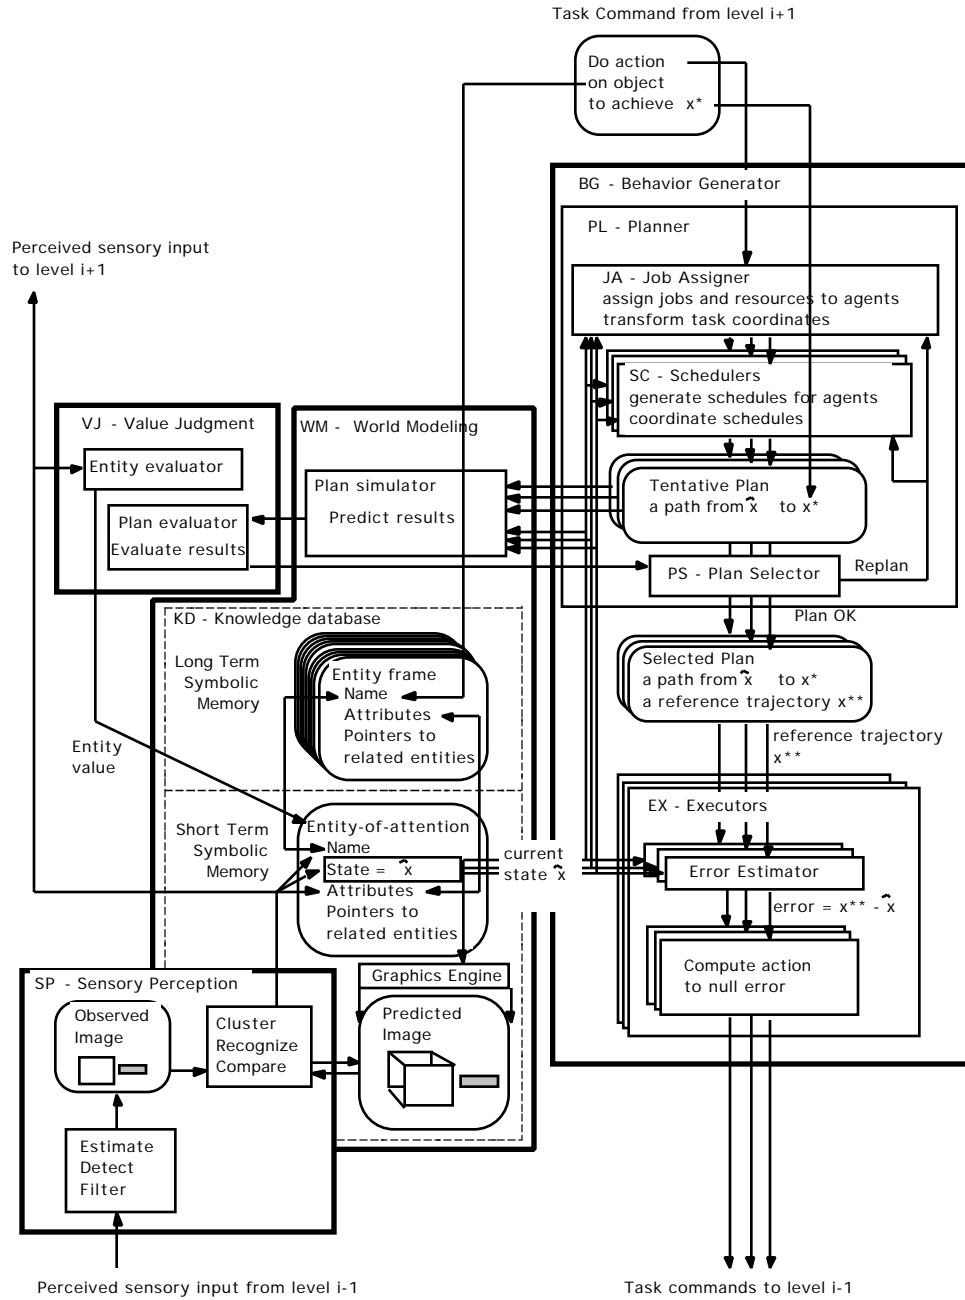 Task Command from level i+1
Do action
on object
to achieve x*
BG - Behavior Generator
PL - Planner
Perceived sensory input
to level i+1
JA - Job Assigner
assign jobs and resources to agents
transform task coordinates
SC - Schedulers
generate schedules for agents
coordinate schedules
VJ - Value Judgment
WM - World Modeling
Entity evaluator
Plan simulator
Predict results
Tentative Plan
a path from x̂ to x*
Plan evaluator
Evaluate results
PS - Plan Selector
Replan
Plan OK
KD - Knowledge database
Long Term
Symbolic
Memory
Entity frame
Name
Attributes
Pointers to
related entities
Selected Plan
a path from x̂ to x*
a reference trajectory x**
reference trajectory
x**
Entity
value
EX - Executors
Short Term
Symbolic
Memory
Entity-of-attention
Name
State = x̂
Attributes
Pointers to
related entities
current
state x̂
Error Estimator
error = x** - x̂
Compute action
to null error
SP - Sensory Perception
Graphics Engine
Observed
Image
Cluster
Recognize
Compare
Predicted
Image
Estimate
Detect
Filter
Perceived sensory input from level i-1
Task commands to level i-1